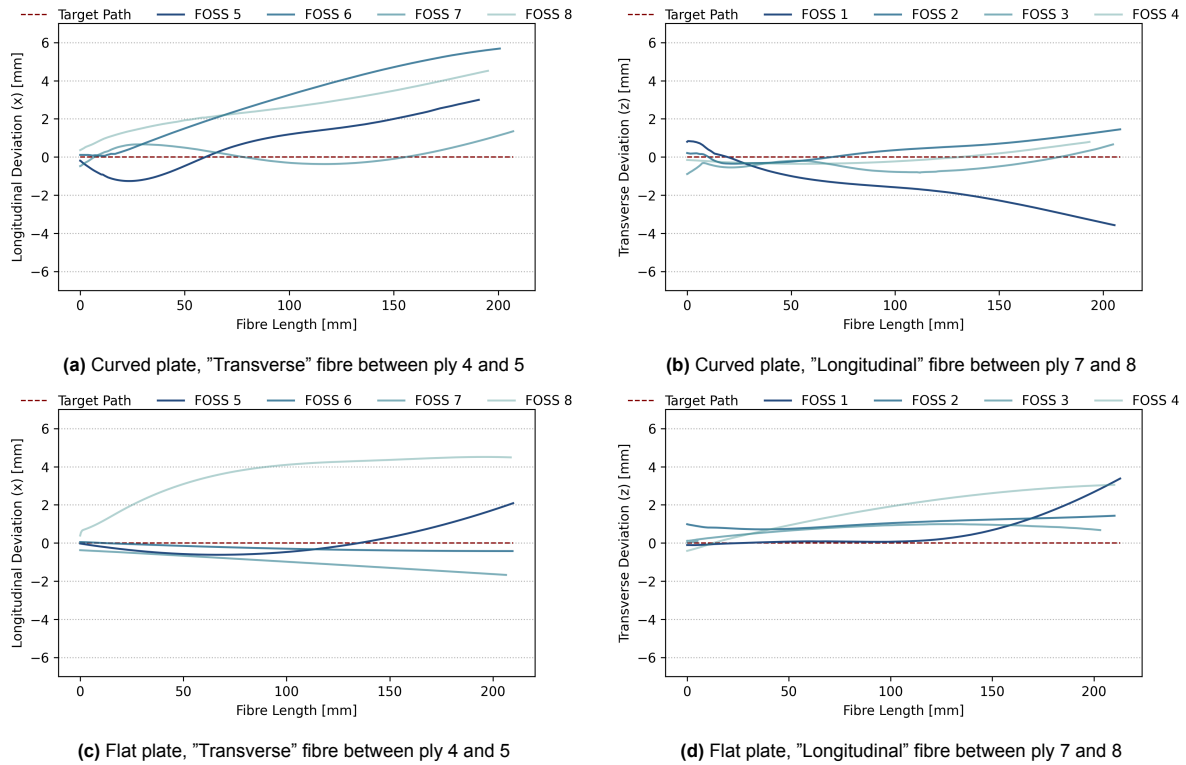 Target Path FOSS 5 FOSS 6 FOSS 7 FOSS 8
Longitudinal Deviation (x) [mm]
6
4
2
0
−2
−4
−6
0 50 100 150 200
Fibre Length [mm]
(a) Curved plate, ”Transverse” fibre between ply 4 and 5
Target Path FOSS 1 FOSS 2 FOSS 3 FOSS 4
Transverse Deviation (z) [mm]
6
4
2
0
−2
−4
−6
0 50 100 150 200
Fibre Length [mm]
(b) Curved plate, ”Longitudinal” fibre between ply 7 and 8
Target Path FOSS 5 FOSS 6 FOSS 7 FOSS 8
Longitudinal Deviation (x) [mm]
6
4
2
0
−2
−4
−6
0 50 100 150 200
Fibre Length [mm]
(c) Flat plate, ”Transverse” fibre between ply 4 and 5
Target Path FOSS 1 FOSS 2 FOSS 3 FOSS 4
Transverse Deviation (z) [mm]
6
4
2
0
−2
−4
−6
0 50 100 150 200
Fibre Length [mm]
(d) Flat plate, ”Longitudinal” fibre between ply 7 and 8